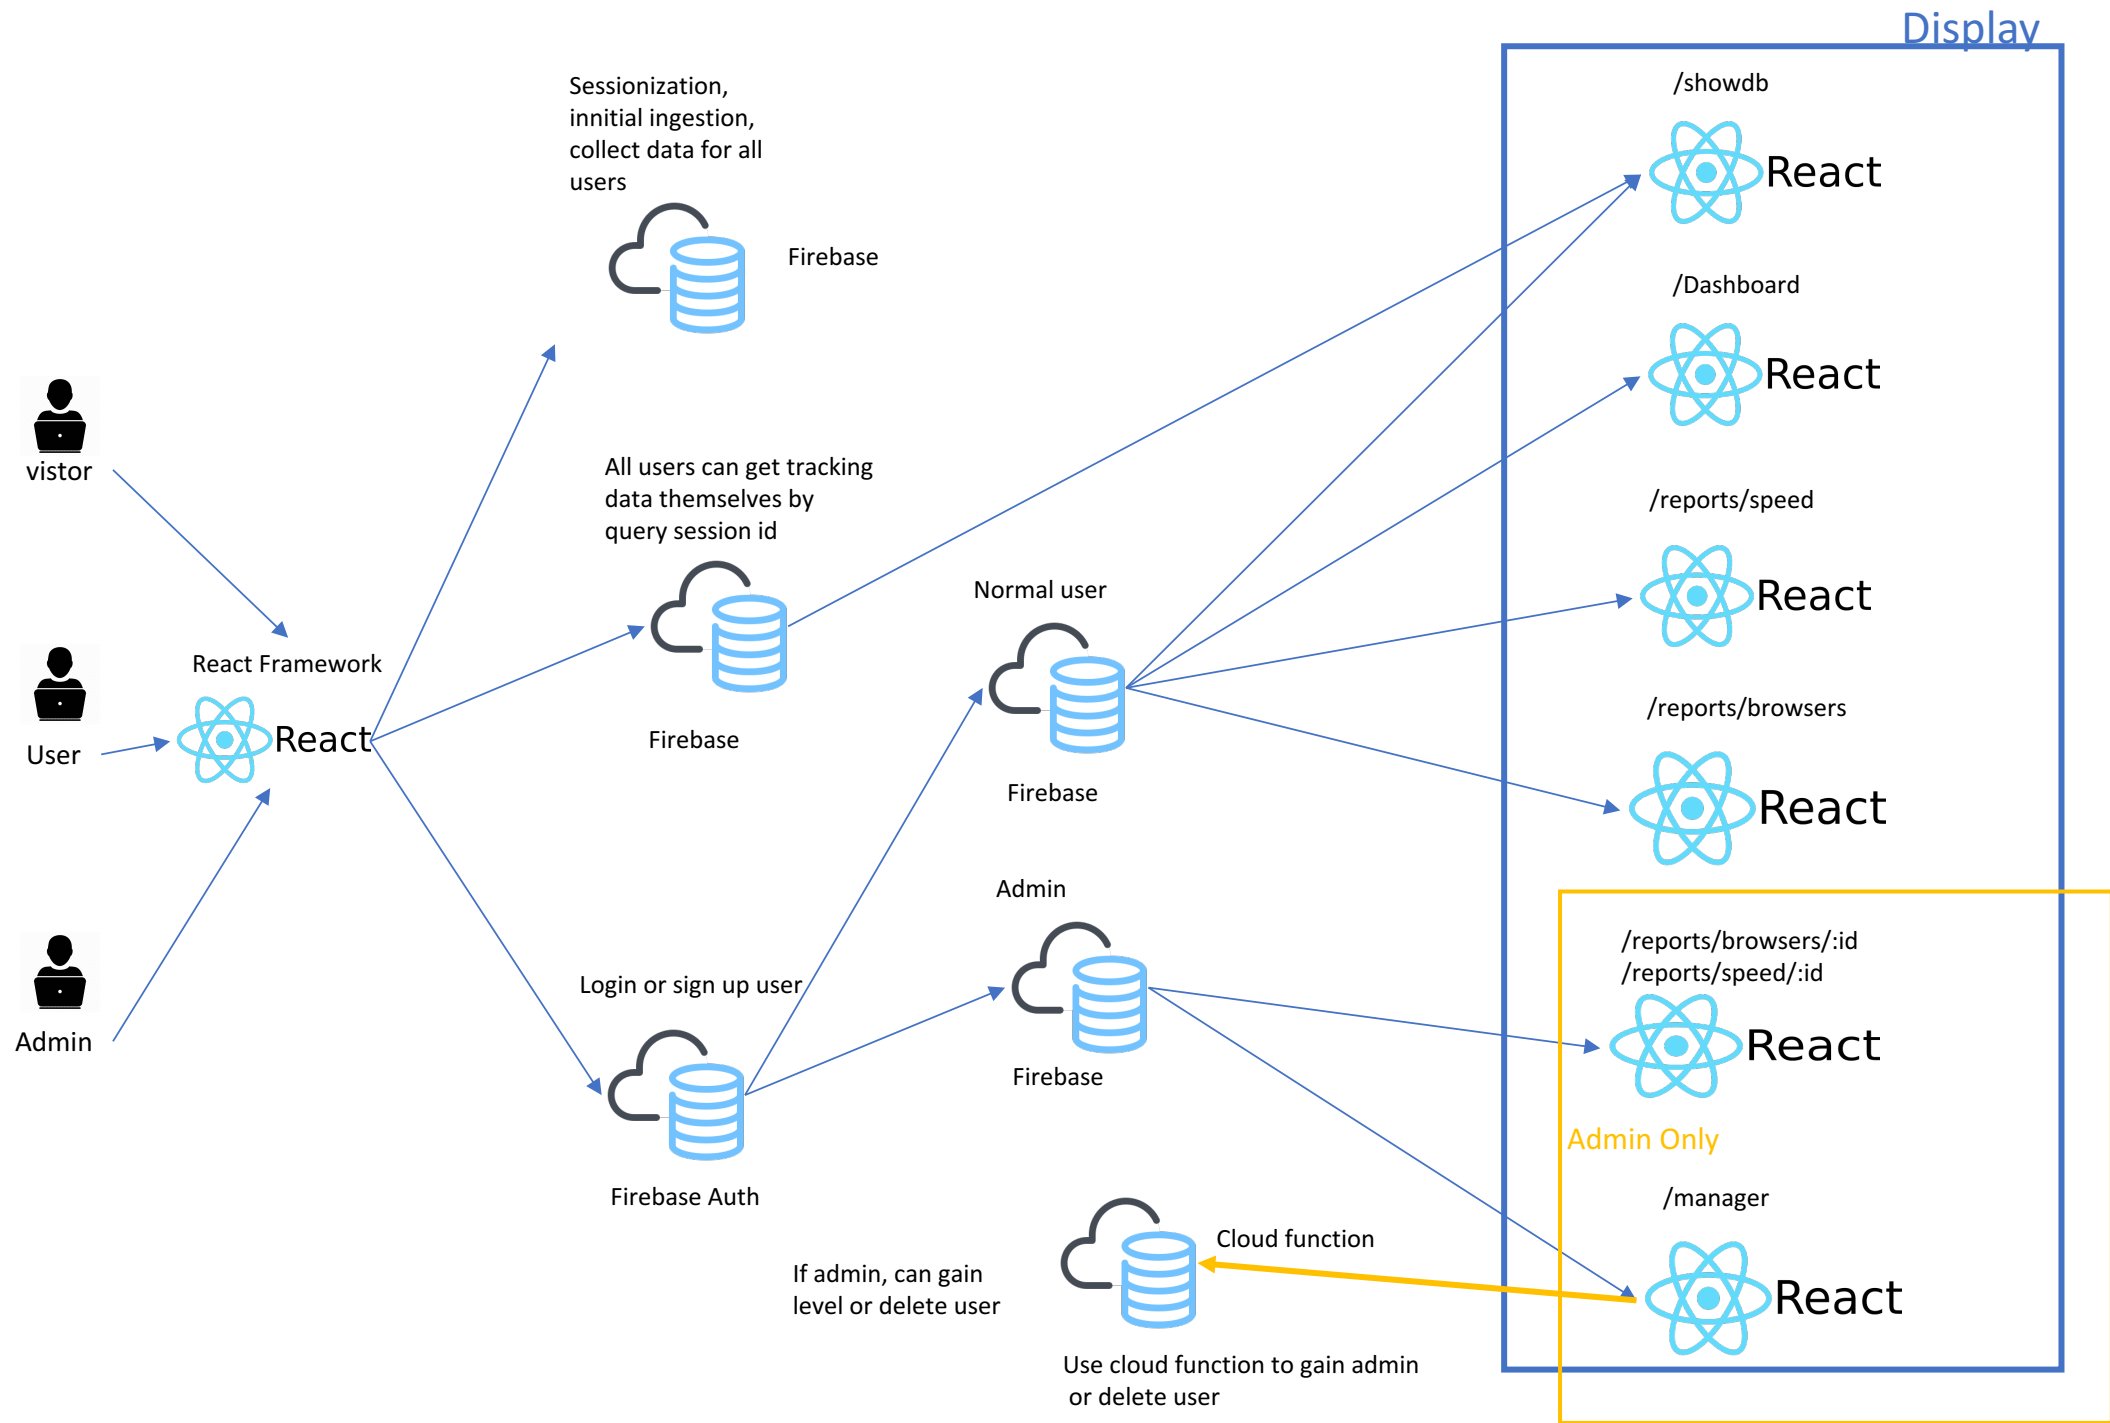 Display
/showdb
React
Sessionization,
innitial ingestion,
collect data for all
users
Firebase
/Dashboard
React
vistor
All users can get tracking
data themselves by
query session id
Firebase
/reports/speed
React
Normal user
Firebase
User
React Framework
React
/reports/browsers
React
Admin
Login or sign up user
Firebase Auth
Admin
Firebase
/reports/browsers/:id
/reports/speed/:id
React
Admin Only
/manager
React
Cloud function
If admin, can gain
level or delete user
Use cloud function to gain admin
or delete user